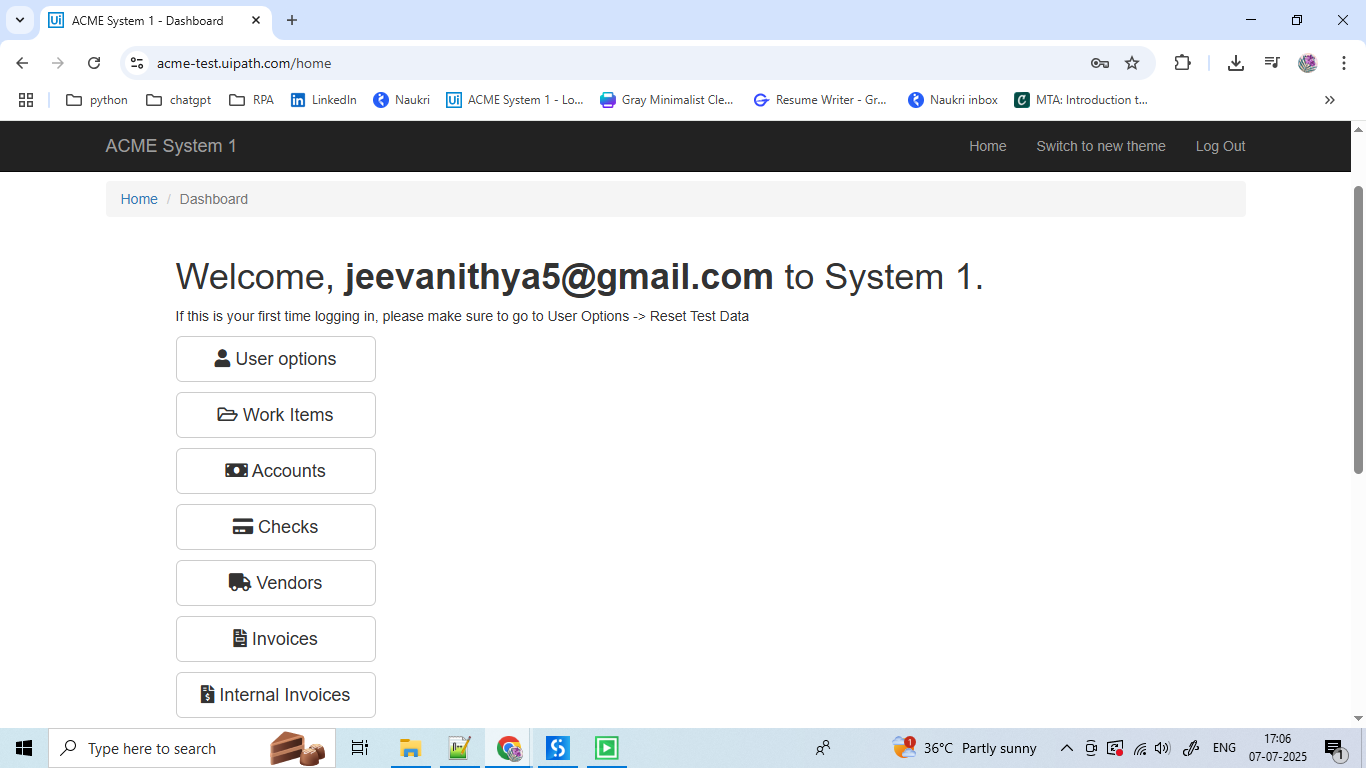 ACME System 1 - Dashboard
acme-test.uipath.com/home
python
chatgpt
RPA
LinkedIn
Naukri
ACME System 1 - Lo...
Gray Minimalist Cle...
Resume Writer - Gr...
Naukri inbox
MTA: Introduction t...
ACME System 1
Home
Switch to new theme
Log Out
Home / Dashboard
Welcome, jeevanithya5@gmail.com to System 1.
If this is your first time logging in, please make sure to go to User Options -> Reset Test Data
User options
Work Items
Accounts
Checks
Vendors
Invoices
Internal Invoices
Type here to search
1
36°C Partly sunny
ENG
17:06
07-07-2025
1